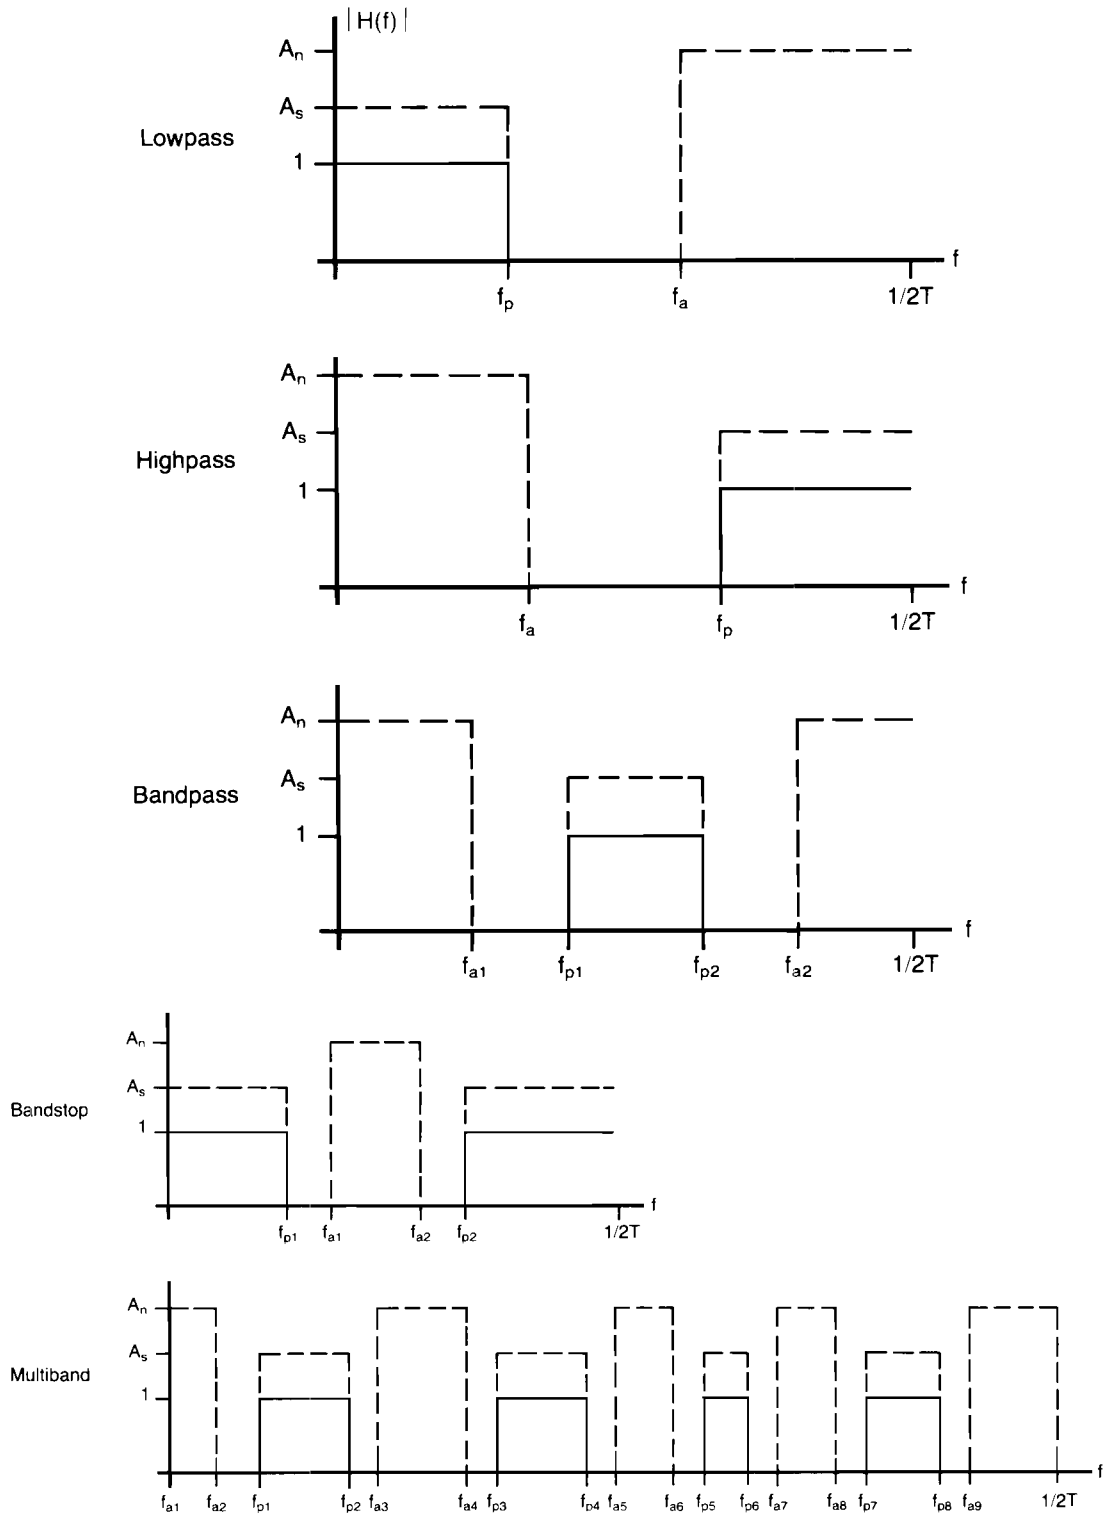 |H(f)|
Aₙ
Aₛ
Lowpass
1
f
fₚ
fₐ
1/2T
Aₙ
Aₛ
Highpass
1
f
fₐ
fₚ
1/2T
Aₙ
Aₛ
Bandpass
1
f
fₐ₁ fₚ₁ fₚ₂ fₐ₂ 1/2T
Aₙ
Aₛ
Bandstop
1
f
fₚ₁ fₐ₁ fₐ₂ fₚ₂ 1/2T
Aₙ
Aₛ
Multiband
1
f
fₐ₁ fₐ₂ fₚ₁ fₚ₂ fₐ₃ fₐ₄ fₚ₃ fₚ₄ fₐ₅ fₐ₆ fₚ₅ fₚ₆ fₐ₇ fₐ₈ fₚ₇ fₚ₈ fₐ₉ 1/2T